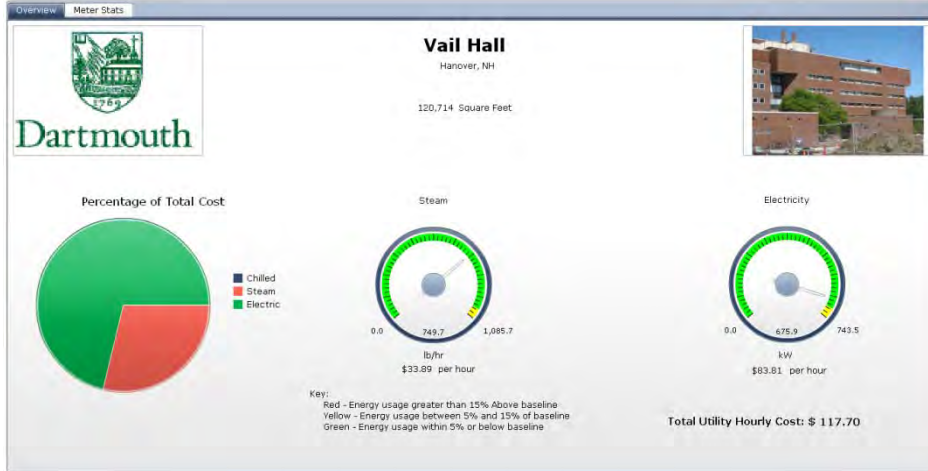 Overview Meter Stats
Vail Hall
Hanover, NH
120,714 Square Feet
1769
Dartmouth
Percentage of Total Cost
Chilled
Steam
Electric
Steam
0.0 749.7 1,085.7
lb/hr
$33.89 per hour
Electricity
0.0 675.9 743.5
kW
$83.81 per hour
Key:
Red - Energy usage greater than 15% Above baseline
Yellow - Energy usage between 5% and 15% of baseline
Green - Energy usage within 5% or below baseline
Total Utility Hourly Cost: $ 117.70